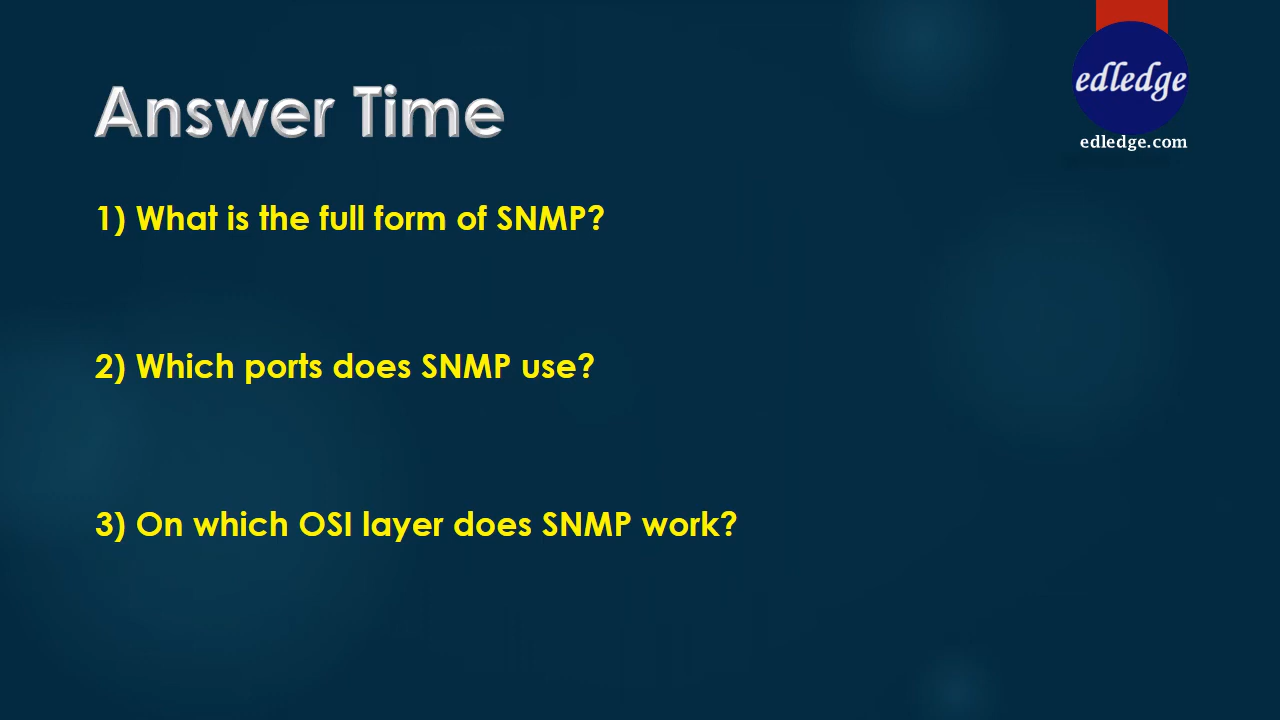 edledge
edledge.com
Answer Time
1) What is the full form of SNMP?
2) Which ports does SNMP use?
3) On which OSI layer does SNMP work?